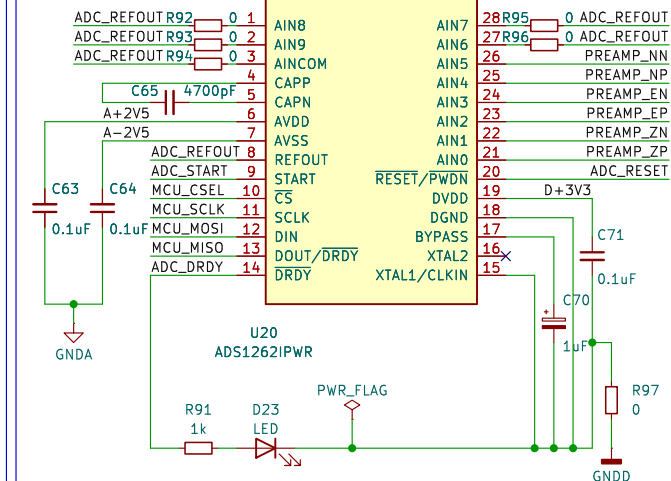 ADC_REFOUT R92 0 1 AIN8 AIN7 28 R95 0 ADC_REFOUT
ADC_REFOUT R93 0 2 AIN9 AIN6 27 R96 0 ADC_REFOUT
ADC_REFOUT R94 0 3 AINCOM AIN5 26 PREAMP_NN
4 CAPP AIN4 25 PREAMP_NP
C65 4700pF 5 CAPN AIN3 24 PREAMP_EN
A+2V5 6 AVDD AIN2 23 PREAMP_EP
A-2V5 7 AVSS AIN1 22 PREAMP_ZN
ADC_REFOUT 8 REFOUT AIN0 21 PREAMP_ZP
ADC_START 9 START RESET/PWDN 20 ADC_RESET
MCU_CSEL 10 CS DVDD 19 D+3V3
MCU_SCLK 11 SCLK DGND 18
MCU_MOSI 12 DIN BYPASS 17
MCU_MISO 13 DOUT/DRDY XTAL2 16
ADC_DRDY 14 DRDY XTAL1/CLKIN 15
C63 0.1uF
C64 0.1uF
C71 0.1uF
C70 + 1uF
GNDA
U20
ADS1262IPWR
PWR_FLAG
R91 1k
D23 LED
R97 0
GNDD